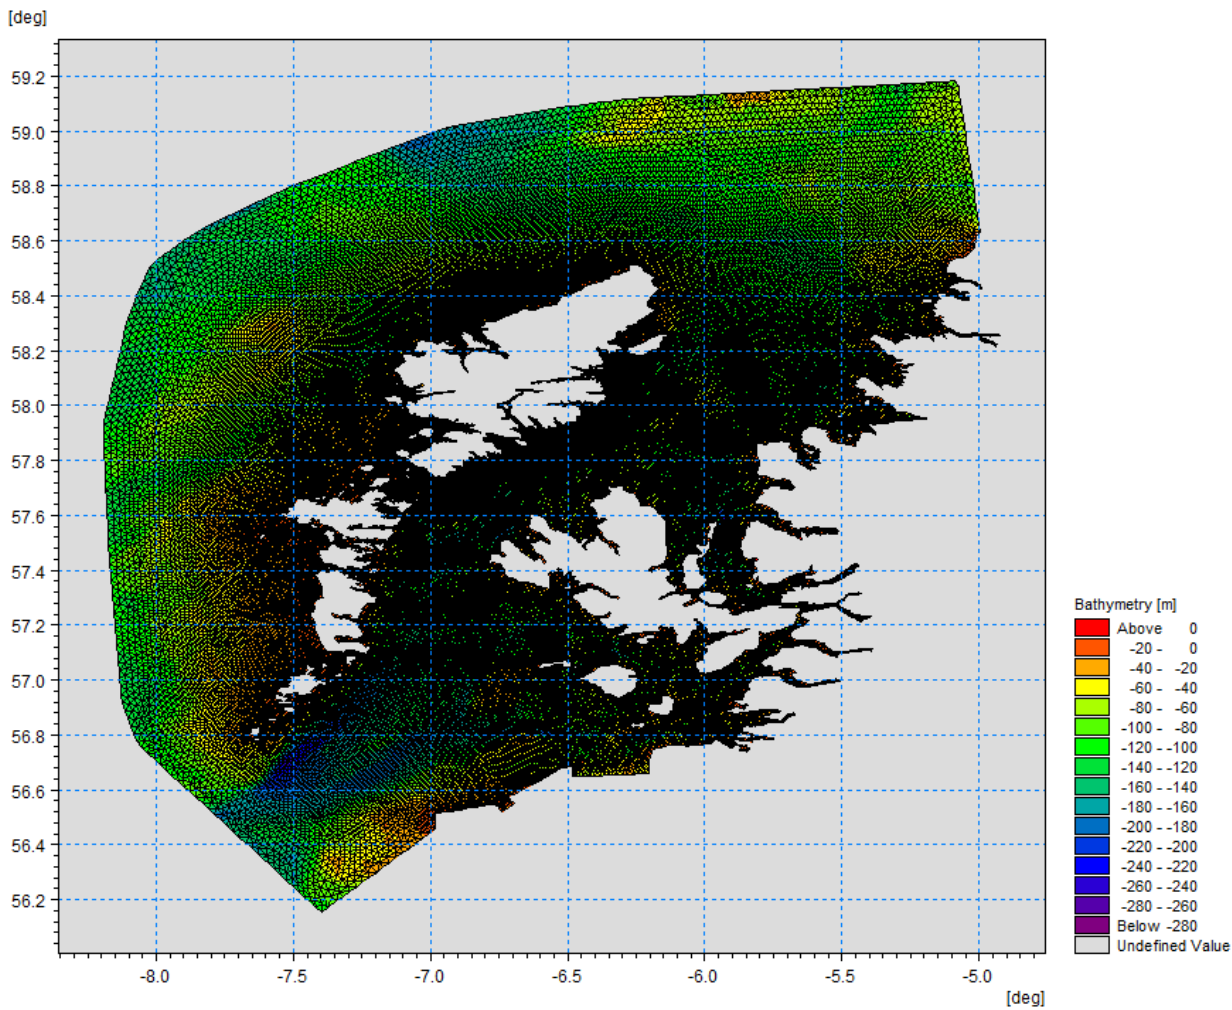 [deg]
59.2
59.0
58.8
58.6
58.4
58.2
58.0
57.8
57.6
57.4
57.2
57.0
56.8
56.6
56.4
56.2
-8.0 -7.5 -7.0 -6.5 -6.0 -5.5 -5.0
[deg]
Bathymetry [m]
Above 0
-20 - 0
-40 - -20
-60 - -40
-80 - -60
-100 - -80
-120 - -100
-140 - -120
-160 - -140
-180 - -160
-200 - -180
-220 - -200
-240 - -220
-260 - -240
-280 - -260
Below -280
Undefined Value